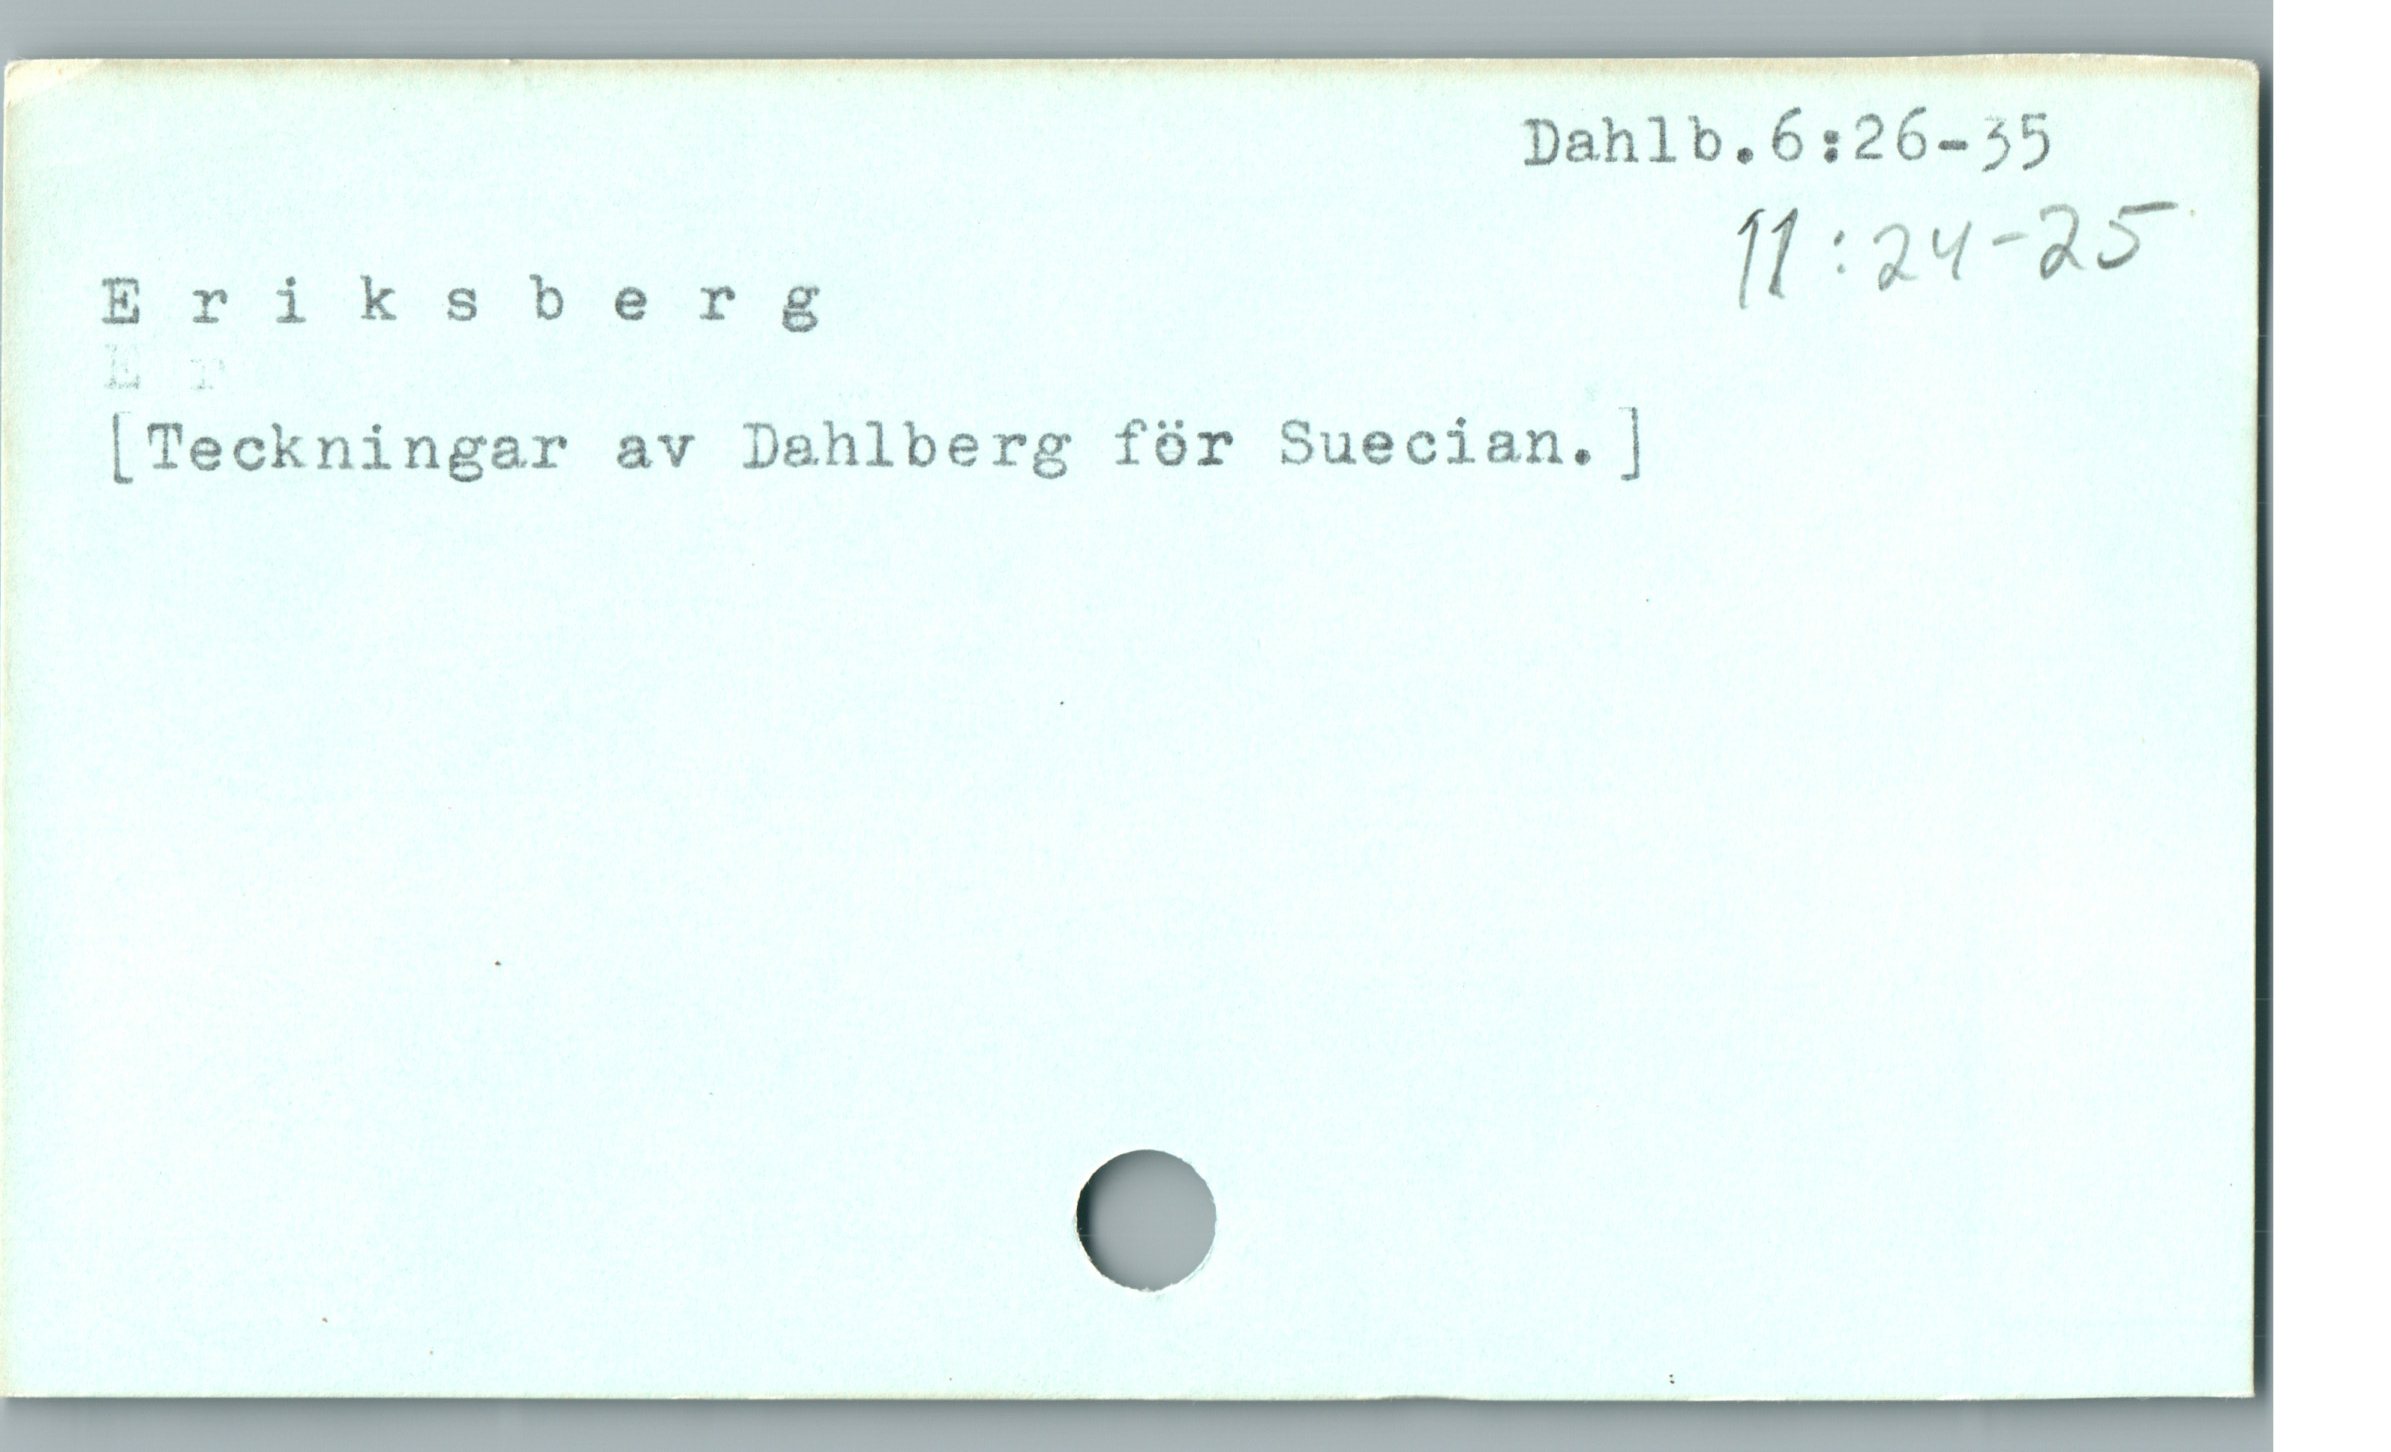 Dahlb.6:26-35
11:24-25
E r i k s b e r g
E r
[Teckningar av Dahlberg för Suecian.]